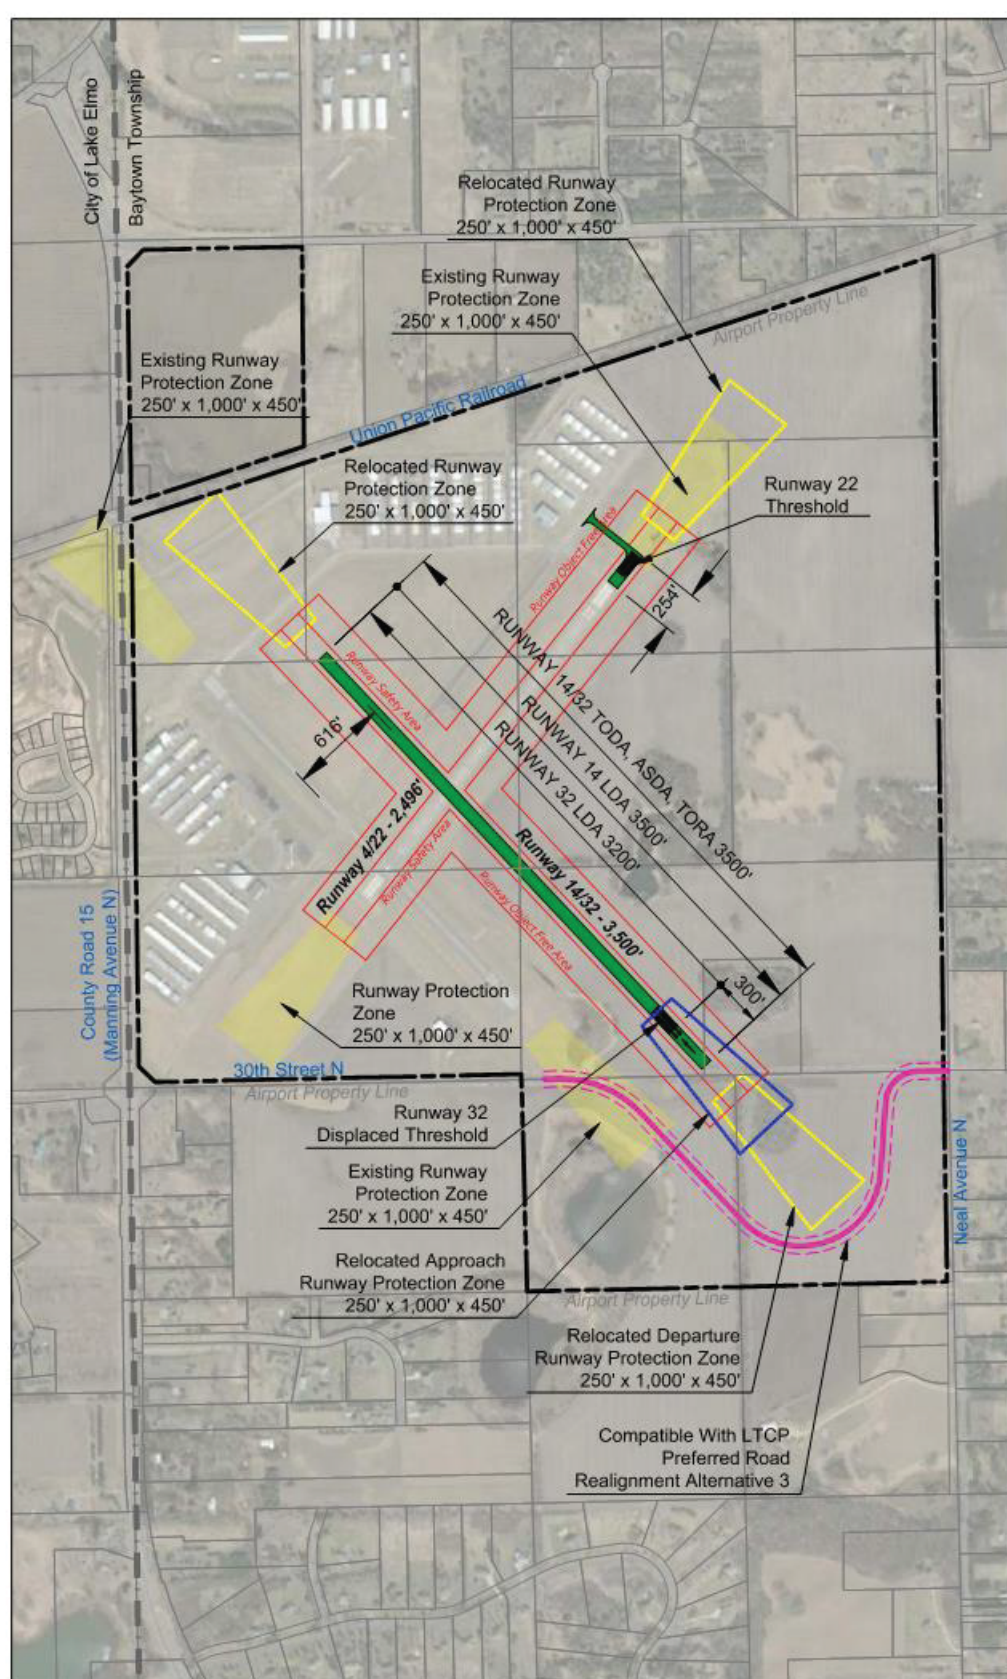 City of Lake Elmo
Baytown Township
Relocated Runway
Protection Zone
250' x 1,000' x 450'
Existing Runway
Protection Zone
250' x 1,000' x 450'
Airport Property Line
Existing Runway
Protection Zone
250' x 1,000' x 450'
Union Pacific Railroad
Relocated Runway
Protection Zone
250' x 1,000' x 450'
Runway 22
Threshold
Runway Object Free Area
254'
RUNWAY 14/32 TODA, ASDA, TORA 3500'
RUNWAY 14 LDA 3500'
RUNWAY 32 LDA 3200'
Runway Safety Area
616'
Runway 4/22 - 2,496'
Runway Safety Area
Runway 14/32 - 3,500'
Runway Object Free Area
County Road 15
(Manning Avenue N)
300'
Runway Protection
Zone
250' x 1,000' x 450'
30th Street N
Airport Property Line
Runway 32
Displaced Threshold
Existing Runway
Protection Zone
250' x 1,000' x 450'
Neal Avenue N
Relocated Approach
Runway Protection Zone
250' x 1,000' x 450'
Airport Property Line
Relocated Departure
Runway Protection Zone
250' x 1,000' x 450'
Compatible With LTCP
Preferred Road
Realignment Alternative 3